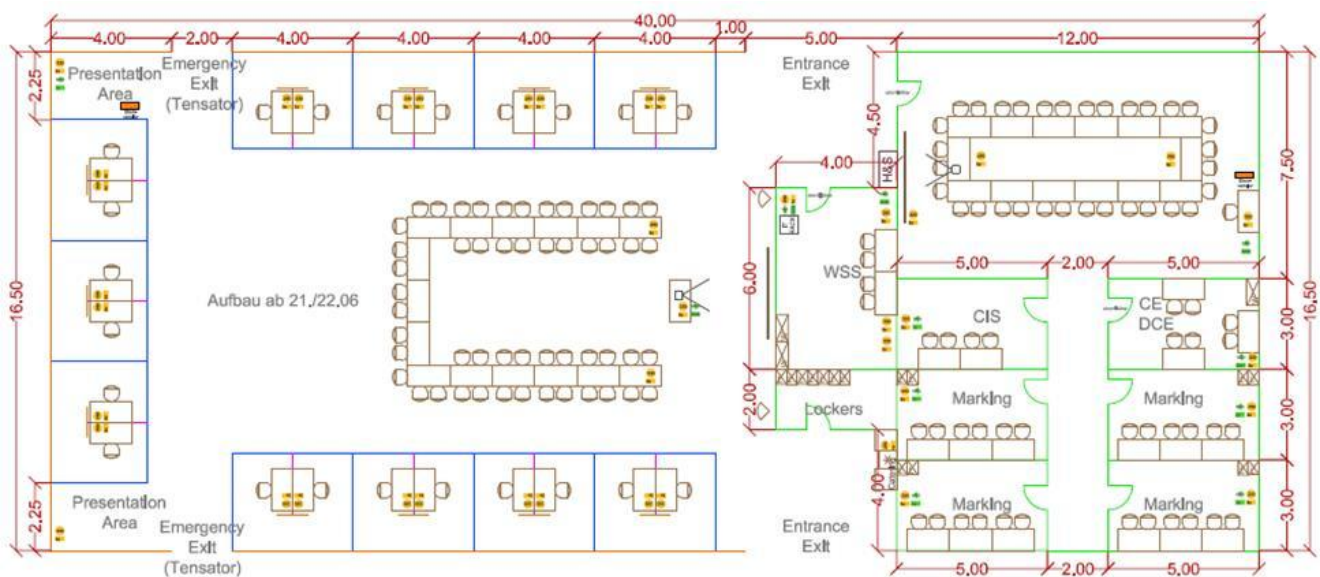 40.00
4.00 2.00 4.00 4.00 4.00 4.00 1.00 5.00 12.00
2.25
Presentation
Area
Emergency
Exit
(Tensator)
Entrance
Exit
4.50
7.50
16.50
4.00
H&S
WSS
6.00
Aufbau ab 21./22.06
5.00 2.00 5.00
CIS
CE
DCE
3.00
16.50
2.00
Lockers
Marking
Marking
3.00
Marking
Marking
3.00
4.00
2.25
Presentation
Area
Emergency
Exit
(Tensator)
Entrance
Exit
5.00 2.00 5.00